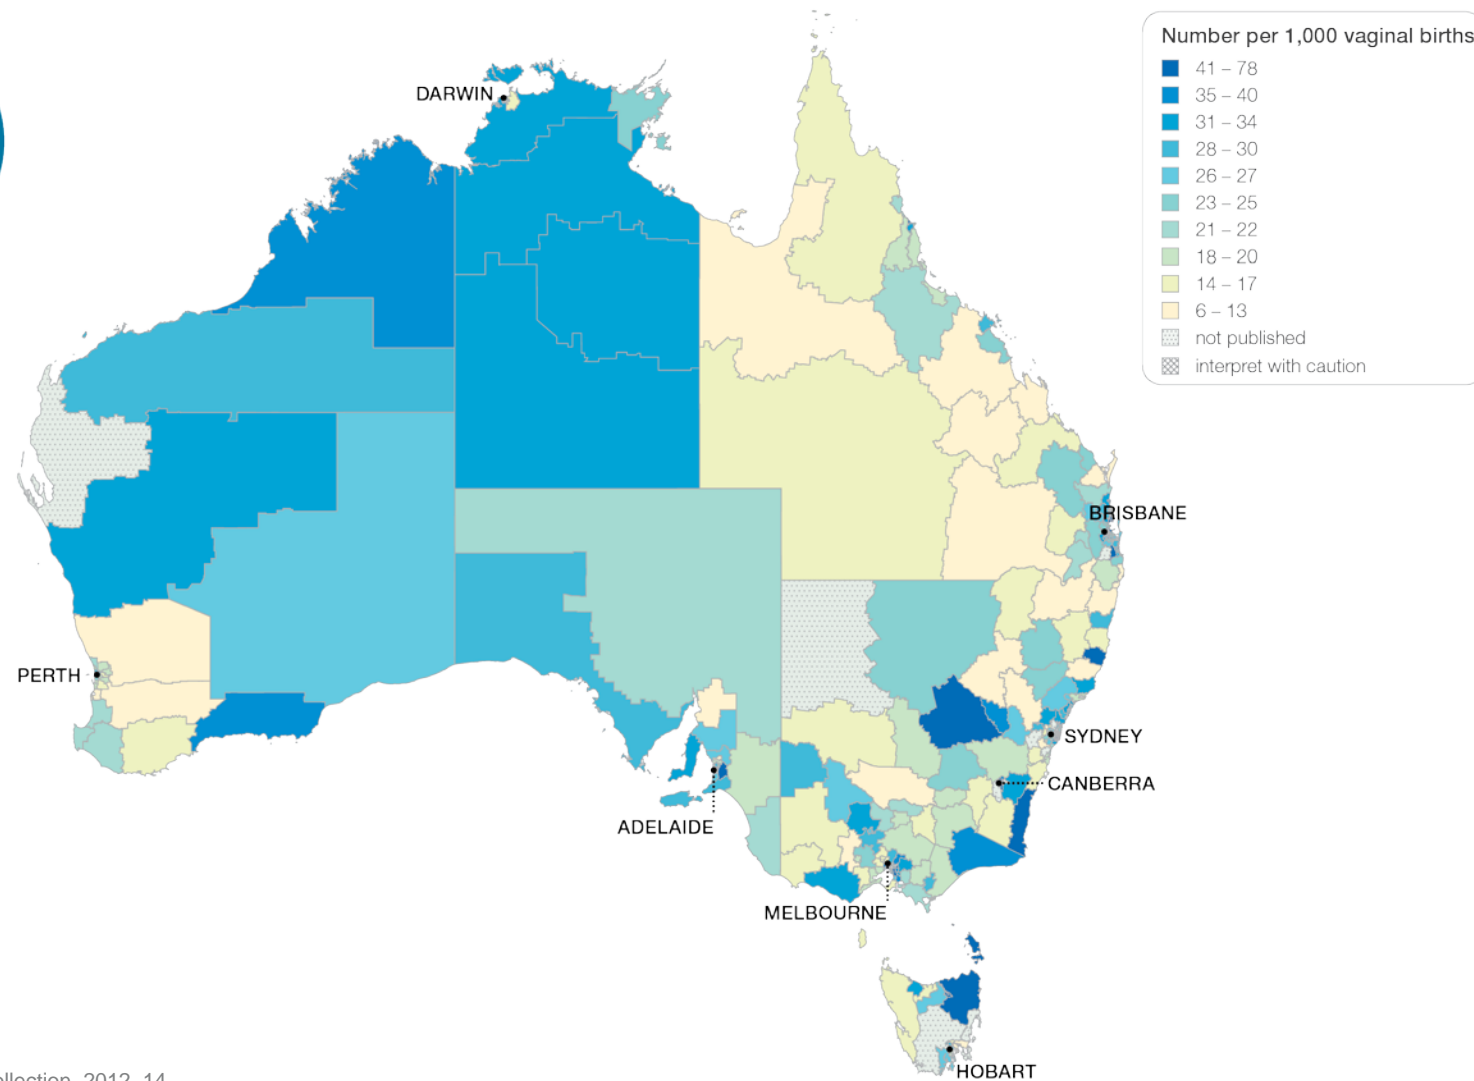 Number per 1,000 vaginal births
41 – 78
35 – 40
31 – 34
28 – 30
26 – 27
23 – 25
21 – 22
18 – 20
14 – 17
6 – 13
not published
interpret with caution
DARWIN
BRISBANE
PERTH
SYDNEY
CANBERRA
ADELAIDE
MELBOURNE
HOBART
2012–14